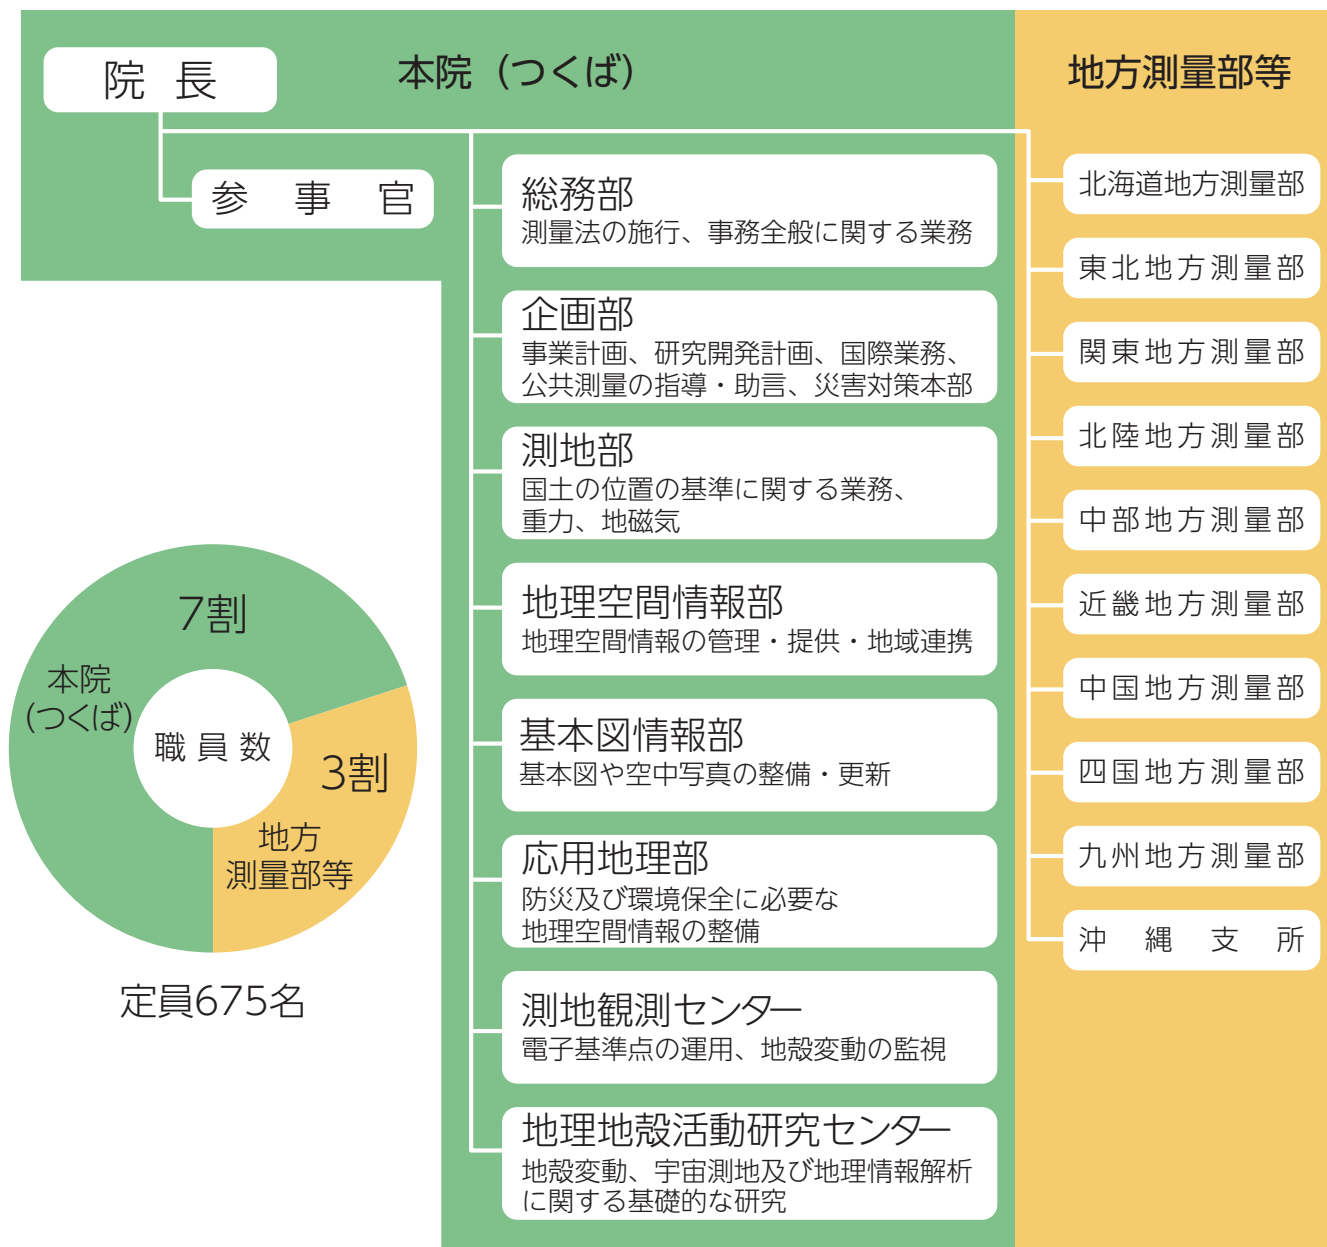 院長
本院(つくば)
地方測量部等
参事官
総務部
測量法の施行、事務全般に関する業務
企画部
事業計画、研究開発計画、国際業務、
公共測量の指導・助言、災害対策本部
測地部
国土の位置の基準に関する業務、
重力、地磁気
地理空間情報部
地理空間情報の管理・提供・地域連携
基本図情報部
基本図や空中写真の整備・更新
応用地理部
防災及び環境保全に必要な
地理空間情報の整備
測地観測センター
電子基準点の運用、地殻変動の監視
地理地殻活動研究センター
地殻変動、宇宙測地及び地理情報解析
に関する基礎的な研究
北海道地方測量部
東北地方測量部
関東地方測量部
北陸地方測量部
中部地方測量部
近畿地方測量部
中国地方測量部
四国地方測量部
九州地方測量部
沖縄支所
7割
本院
(つくば)
職員数
3割
地方
測量部等
定員675名